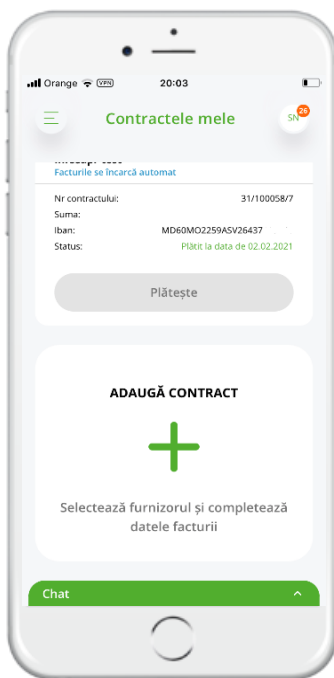 Orange VPN 20:03
Contractele mele
SN 26
Facturile se încarcă automat
Nr contractului: 31/100058/7
Suma:
Iban: MD60MO2259ASV26437
Status: Plătit la data de 02.02.2021
Plătește
ADAUGĂ CONTRACT
Selectează furnizorul și completează
datele facturii
Chat